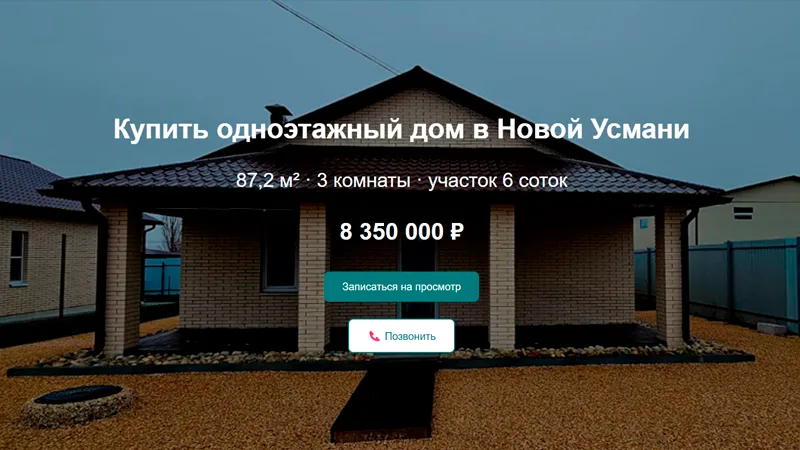 Купить одноэтажный дом в Новой Усмани
87,2 м² · 3 комнаты · участок 6 соток
8 350 000 ₽
Записаться на просмотр
Позвонить